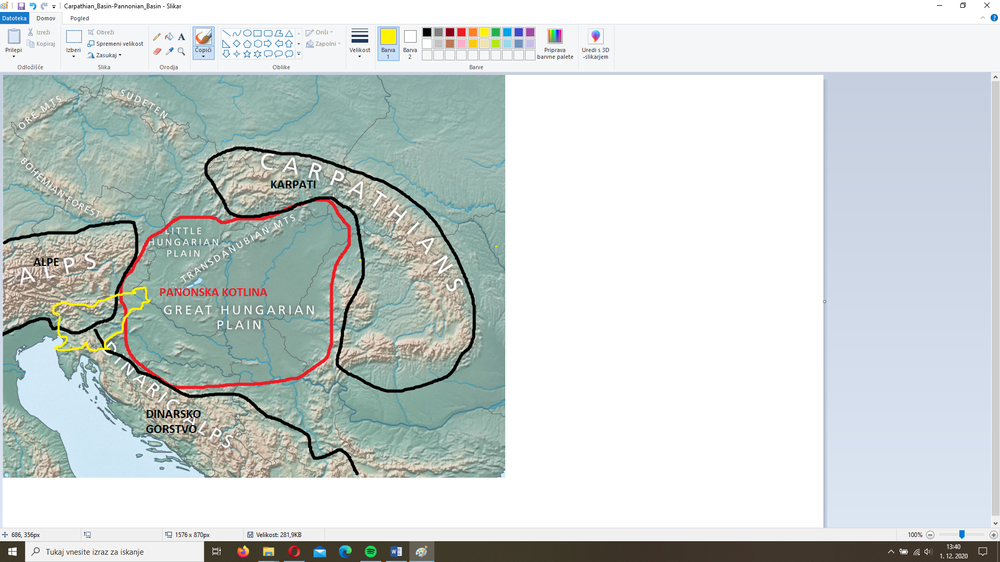 Carpathian_Basin-Pannonian_Basin - Slikar
Datoteka Domov Pogled
Prilepi
Izreži
Kopiraj
Odložišče
Izberi
Obreži
Spremeni velikost
Zasukaj
Slika
A
Orodja
Čopiči
Oriši
Zapolni
Oblike
Velikost
Barva
1
Barva
2
Priprava
barvne palete
Barve
Uredi s 3D
-slikarjem
ORE MTS
SUDETEN
BOHEMIAN FOREST
CARPATHIANS
KARPATI
LITTLE
HUNGARIAN
PLAIN
TRANSDANUBIAN MTS
ALPS
ALPE
PANONSKA KOTLINA
GREAT HUNGARIAN
PLAIN
DINARIC ALPS
DINARSKO
GORSTVO
686, 356px
1576 x 870px
Velikost: 281,9KB
100%
Tukaj vnesite izraz za iskanje
13:40
1. 12. 2020